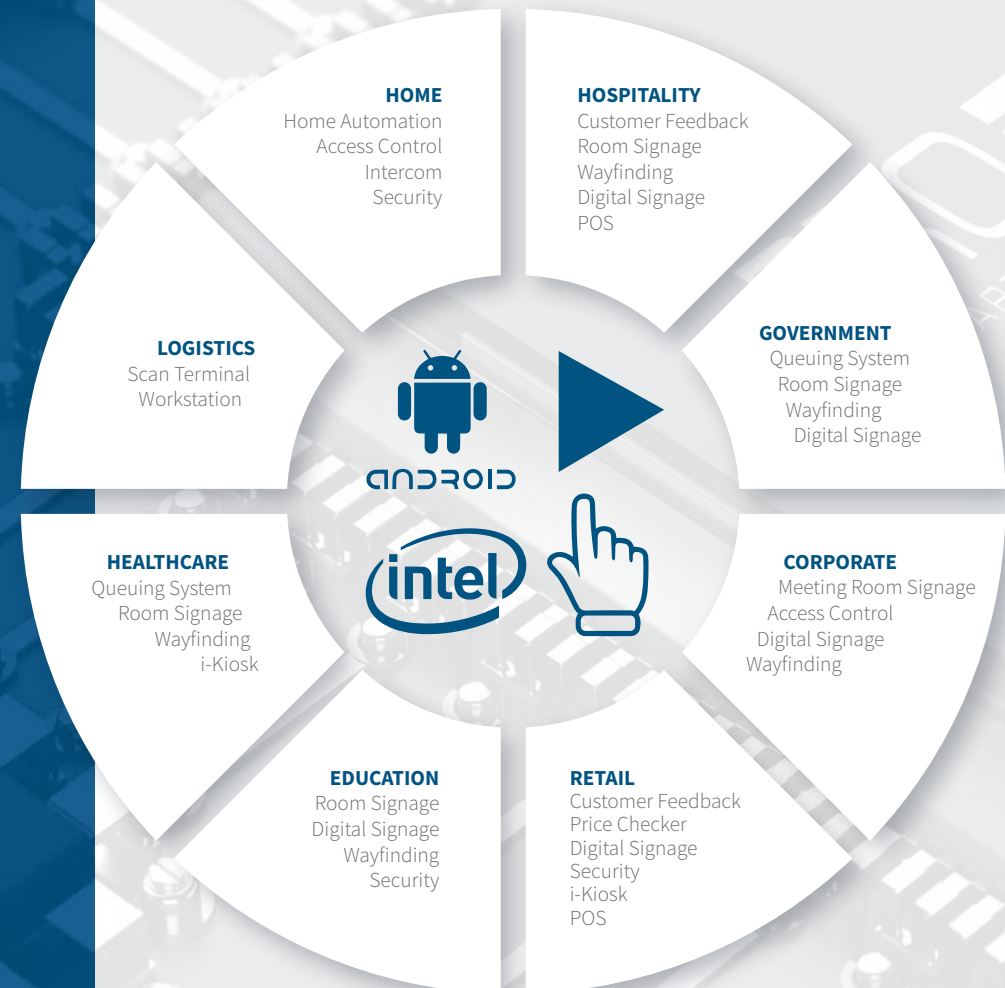 HOME
Home Automation
Access Control
Intercom
Security
HOSPITALITY
Customer Feedback
Room Signage
Wayfinding
Digital Signage
POS
GOVERNMENT
Queuing System
Room Signage
Wayfinding
Digital Signage
CORPORATE
Meeting Room Signage
Access Control
Digital Signage
Wayfinding
RETAIL
Customer Feedback
Price Checker
Digital Signage
Security
i-Kiosk
POS
EDUCATION
Room Signage
Digital Signage
Wayfinding
Security
HEALTHCARE
Queuing System
Room Signage
Wayfinding
i-Kiosk
LOGISTICS
Scan Terminal
Workstation
ANDROID
intel